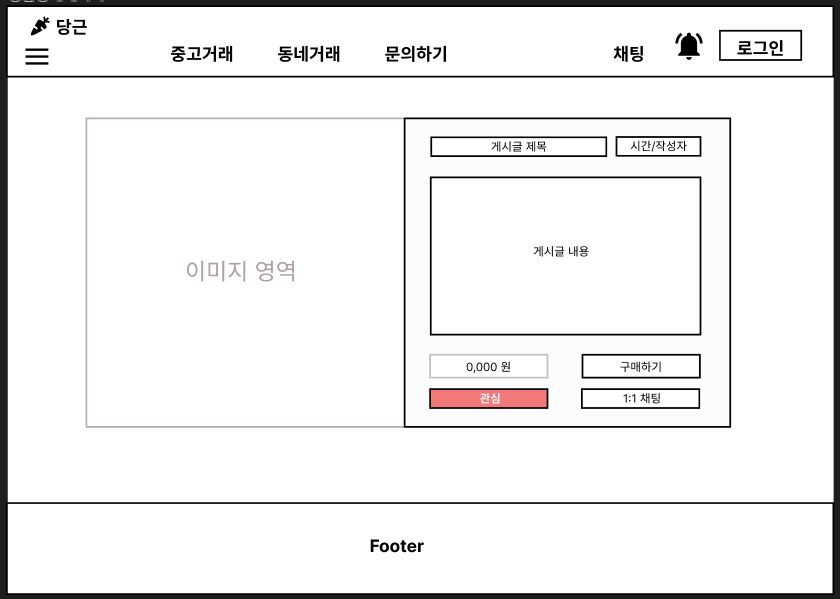 당근
중고거래 동네거래 문의하기 채팅 로그인
게시글 제목 시간/작성자
게시글 내용
이미지 영역
0,000 원 구매하기
관심 1:1 채팅
Footer